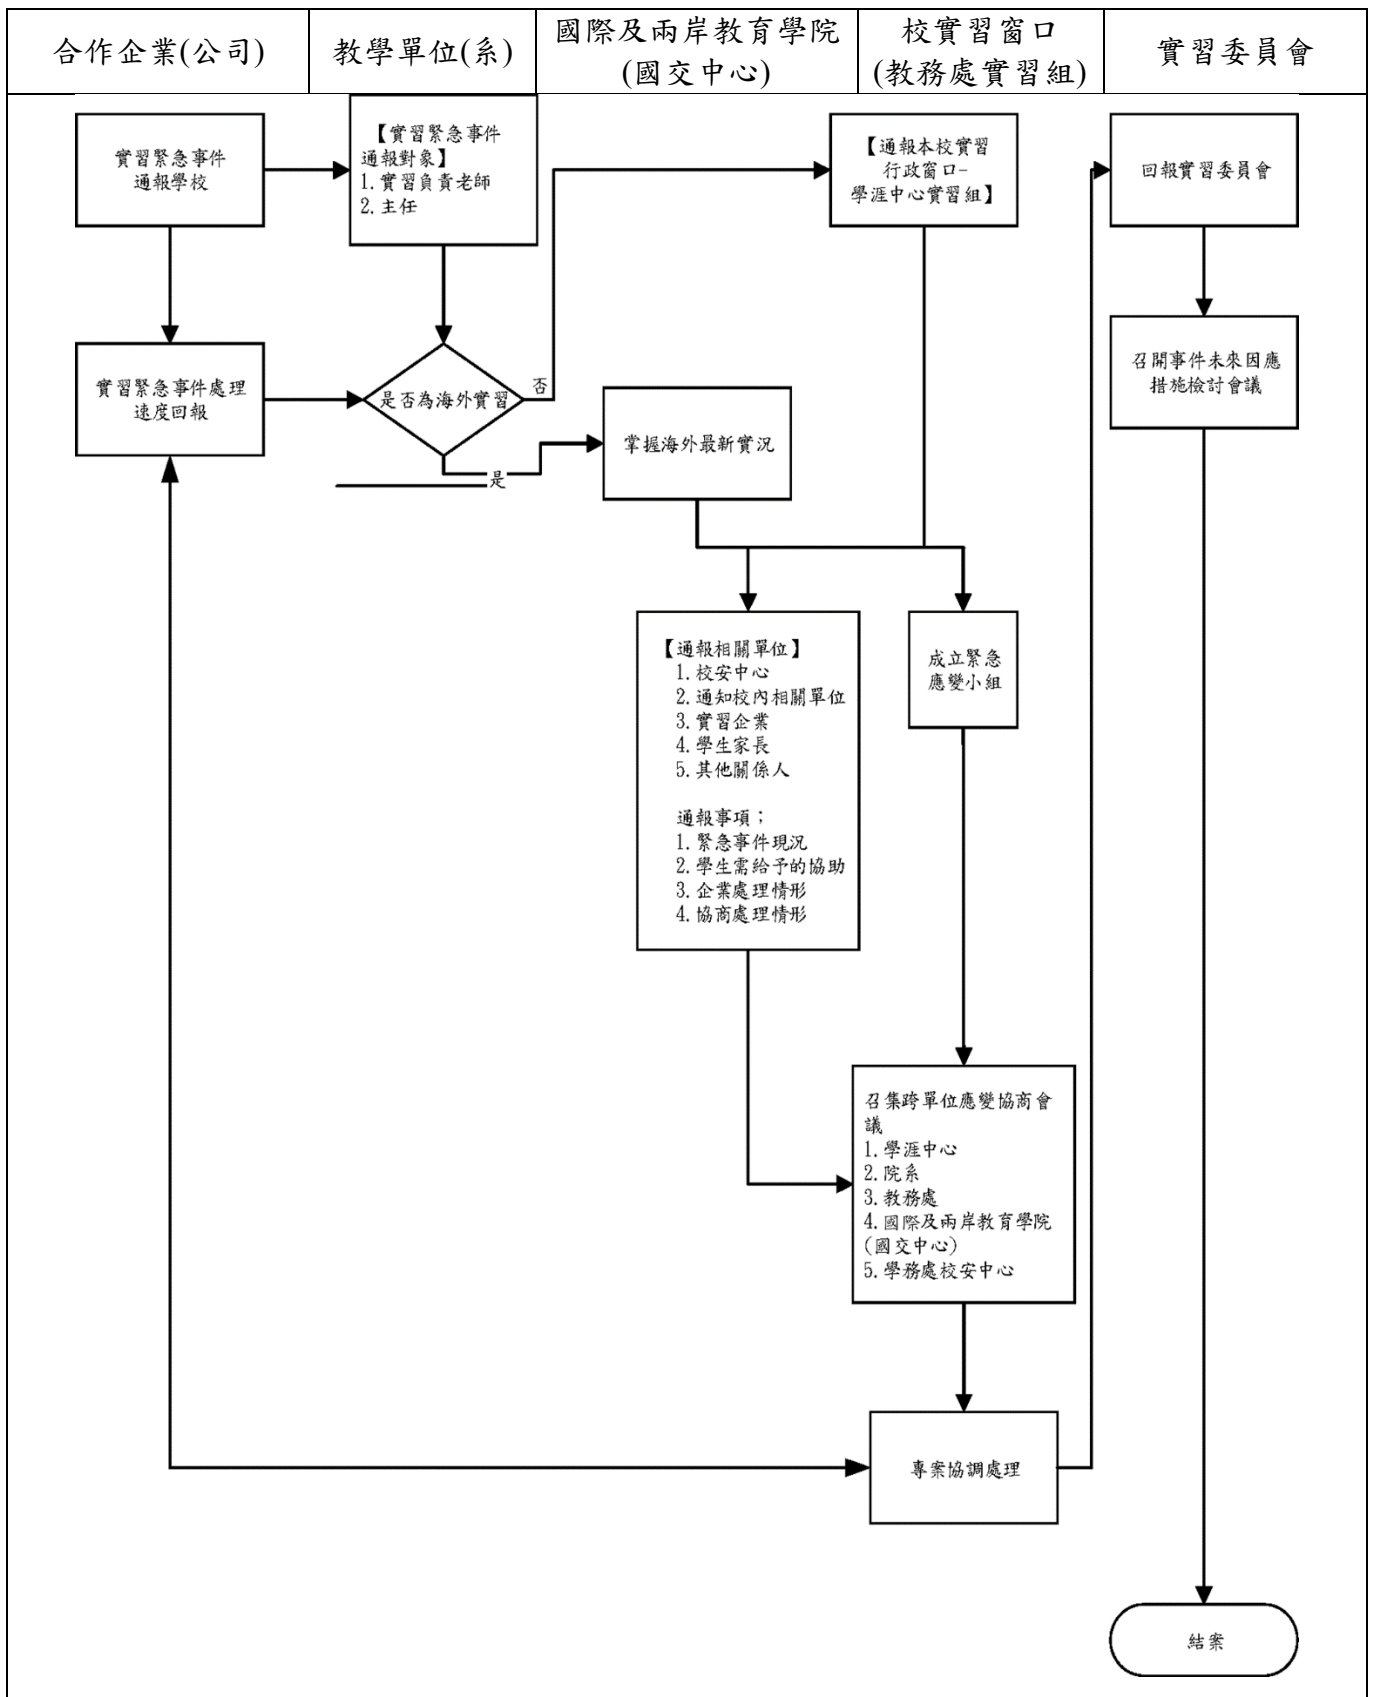 合作企業(公司)
教學單位(系)
國際及兩岸教育學院
(國交中心)
校實習窗口
(教務處實習組)
實習委員會
實習緊急事件
通報學校
【實習緊急事件
通報對象】
1.實習負責老師
2.主任
【通報本校實習
行政窗口-
學涯中心實習組】
回報實習委員會
實習緊急事件處理
速度回報
是否為海外實習
否
是
掌握海外最新實況
召開事件未來因應
措施檢討會議
【通報相關單位】
1.校安中心
2.通知校內相關單位
3.實習企業
4.學生家長
5.其他關係人
通報事項；
1.緊急事件現況
2.學生需給予的協助
3.企業處理情形
4.協商處理情形
成立緊急
應變小組
召集跨單位應變協商會
議
1.學涯中心
2.院系
3.教務處
4.國際及兩岸教育學院
(國交中心)
5.學務處校安中心
專案協調處理
結案